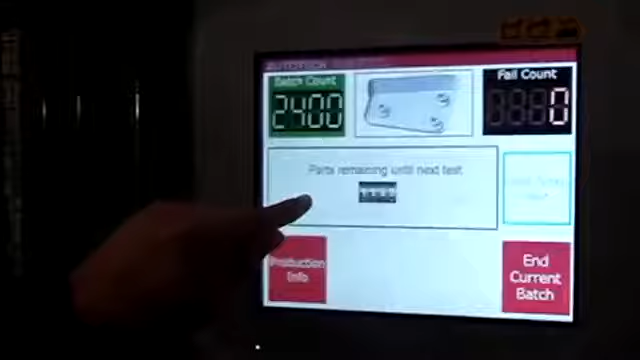 Batch Count
2400
Fail Count
0
Parts remaining until next test
Production
Info
End
Current
Batch